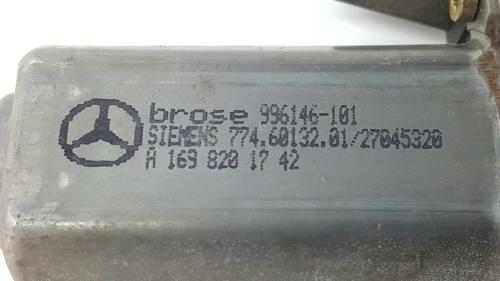 brose 996146-101
SIEMENS 774.60132.01/27045320
A 169 820 17 42